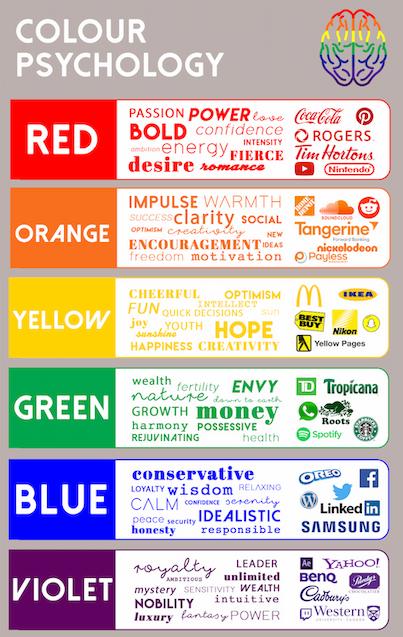 COLOUR
PSYCHOLOGY
RED
PASSION POWER love
BOLD confidence
ambition energy INTENSITY
desire romance FIERCE
Coca-Cola
ROGERS
Tim Hortons
Nintendo
ORANGE
IMPULSE WARMTH
SUCCESS clarity SOCIAL
OPTIMISM creativity NEW
ENCOURAGEMENT IDEAS
freedom motivation
SOUNDCLOUD
Tangerine
Forward Banking
nickelodeon
Payless
YELLOW
CHEERFUL OPTIMISM
FUN INTELLECT
QUICK DECISIONS sun
joy YOUTH HOPE
sunshine
HAPPINESS CREATIVITY
IKEA
BEST BUY
Nikon
Yellow Pages
GREEN
wealth fertility ENVY
nature down to earth
GROWTH money
harmony POSSESSIVE
REJUVINATING health
TD Tropicana
Roots
Spotify
BLUE
conservative
LOYALTY wisdom RELAXING
CALM CONFIDENCE serenity
peace security IDEALISTIC
honesty responsible
OREO
Linked in
SAMSUNG
VIOLET
royalty LEADER
AMBITIOUS unlimited
mystery SENSITIVITY WEALTH
NOBILITY intuitive
luxury fantasy POWER
Ae YAHOO!
BenQ Purdys
CHOCOLATIER
Cadbury's
Western